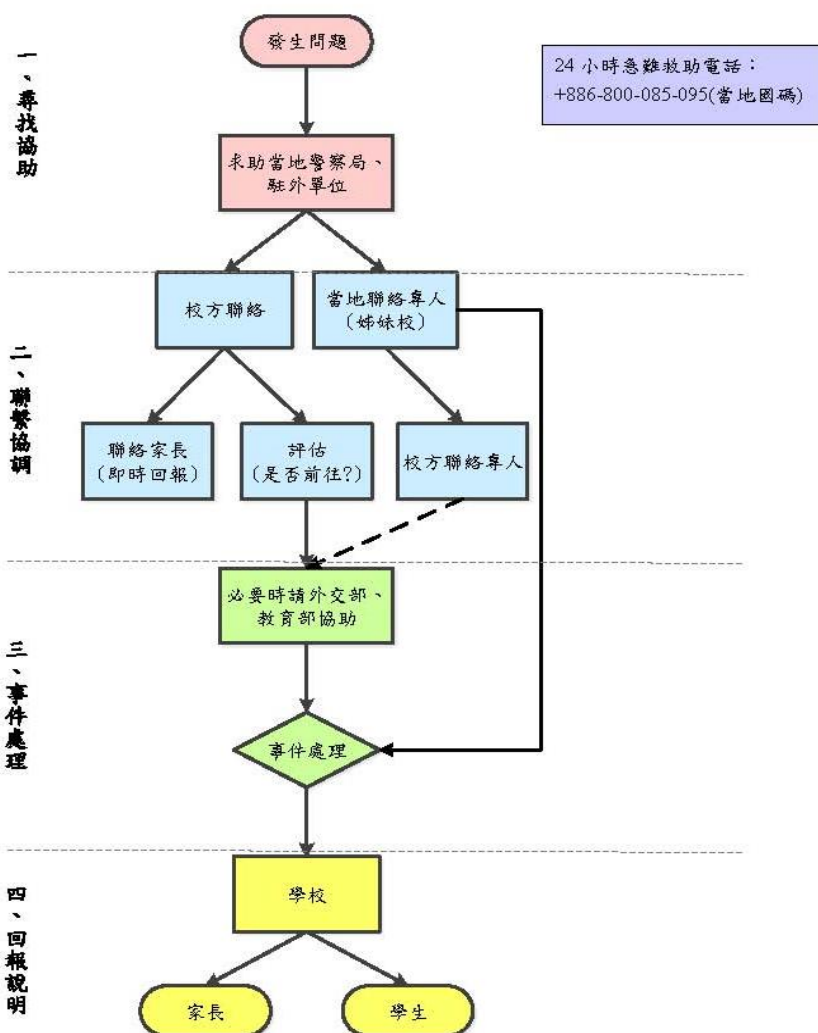 一、尋找協助
發生問題
24 小時急難救助電話：
+886-800-085-095(當地國碼)
求助當地警察局、
駐外單位
二、聯繫協調
校方聯絡
當地聯絡專人
(姊妹校)
聯絡家長
(即時回報)
評估
(是否前往?)
校方聯絡專人
三、事件處理
必要時請外交部、
教育部協助
事件處理
四、回報說明
學校
家長
學生